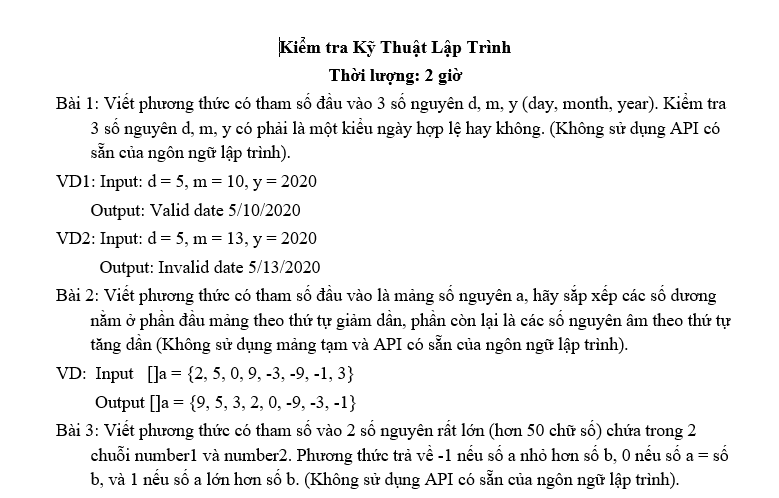 Kiểm tra Kỹ Thuật Lập Trình
Thời lượng: 2 giờ
Bài 1: Viết phương thức có tham số đầu vào 3 số nguyên d, m, y (day, month, year). Kiểm tra
3 số nguyên d, m, y có phải là một kiểu ngày hợp lệ hay không. (Không sử dụng API có
sẵn của ngôn ngữ lập trình).
VD1: Input: d = 5, m = 10, y = 2020
Output: Valid date 5/10/2020
VD2: Input: d = 5, m = 13, y = 2020
Output: Invalid date 5/13/2020
Bài 2: Viết phương thức có tham số đầu vào là mảng số nguyên a, hãy sắp xếp các số dương
nằm ở phần đầu mảng theo thứ tự giảm dần, phần còn lại là các số nguyên âm theo thứ tự
tăng dần (Không sử dụng mảng tạm và API có sẵn của ngôn ngữ lập trình).
VD: Input []a = {2, 5, 0, 9, -3, -9, -1, 3}
Output []a = {9, 5, 3, 2, 0, -9, -3, -1}
Bài 3: Viết phương thức có tham số vào 2 số nguyên rất lớn (hơn 50 chữ số) chứa trong 2
chuỗi number1 và number2. Phương thức trả về -1 nếu số a nhỏ hơn số b, 0 nếu số a = số
b, và 1 nếu số a lớn hơn số b. (Không sử dụng API có sẵn của ngôn ngữ lập trình).